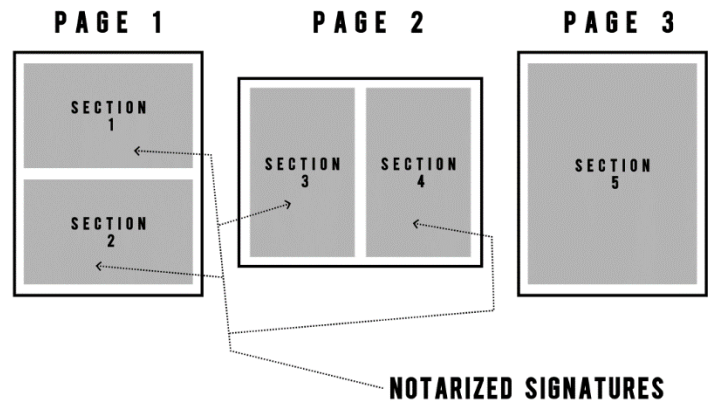 PAGE 1
PAGE 2
PAGE 3
SECTION
1
SECTION
2
SECTION
3
SECTION
4
SECTION
5
NOTARIZED SIGNATURES